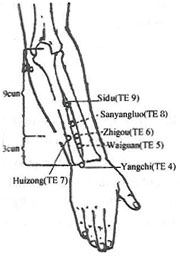 9cun
Sidu(TE 9)
Sanyangluo(TE 8)
Zhigou(TE 6)
Waiguan(TE 5)
3cun
Yangchi(TE 4)
Huizong(TE 7)